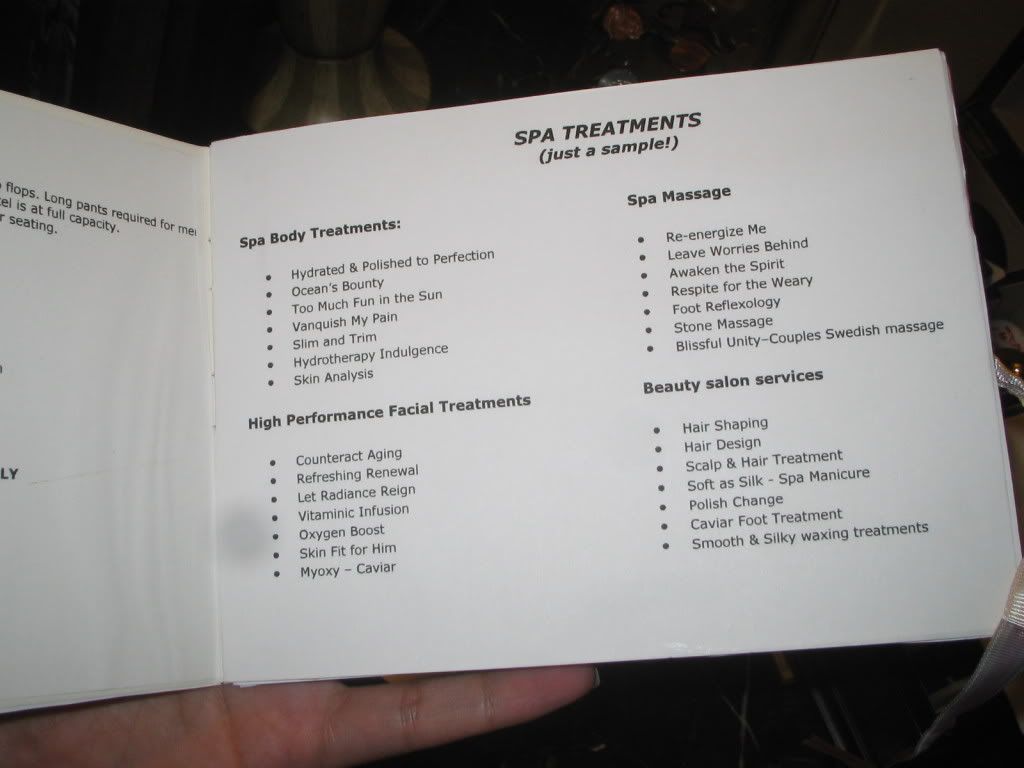 flops. Long pants required for
is at full capacity.
seating.
LY
SPA TREATMENTS
(just a sample!)
Spa Body Treatments:
• Hydrated & Polished to Perfection
• Ocean's Bounty
• Too Much Fun in the Sun
• Vanquish My Pain
• Slim and Trim
• Hydrotherapy Indulgence
• Skin Analysis
High Performance Facial Treatments
• Counteract Aging
• Refreshing Renewal
• Let Radiance Reign
• Vitaminic Infusion
• Oxygen Boost
• Skin Fit for Him
• Myoxy – Caviar
Spa Massage
• Re-energize Me
• Leave Worries Behind
• Awaken the Spirit
• Respite for the Weary
• Foot Reflexology
• Stone Massage
• Blissful Unity–Couples Swedish massage
Beauty salon services
• Hair Shaping
• Hair Design
• Scalp & Hair Treatment
• Soft as Silk - Spa Manicure
• Polish Change
• Caviar Foot Treatment
• Smooth & Silky waxing treatments